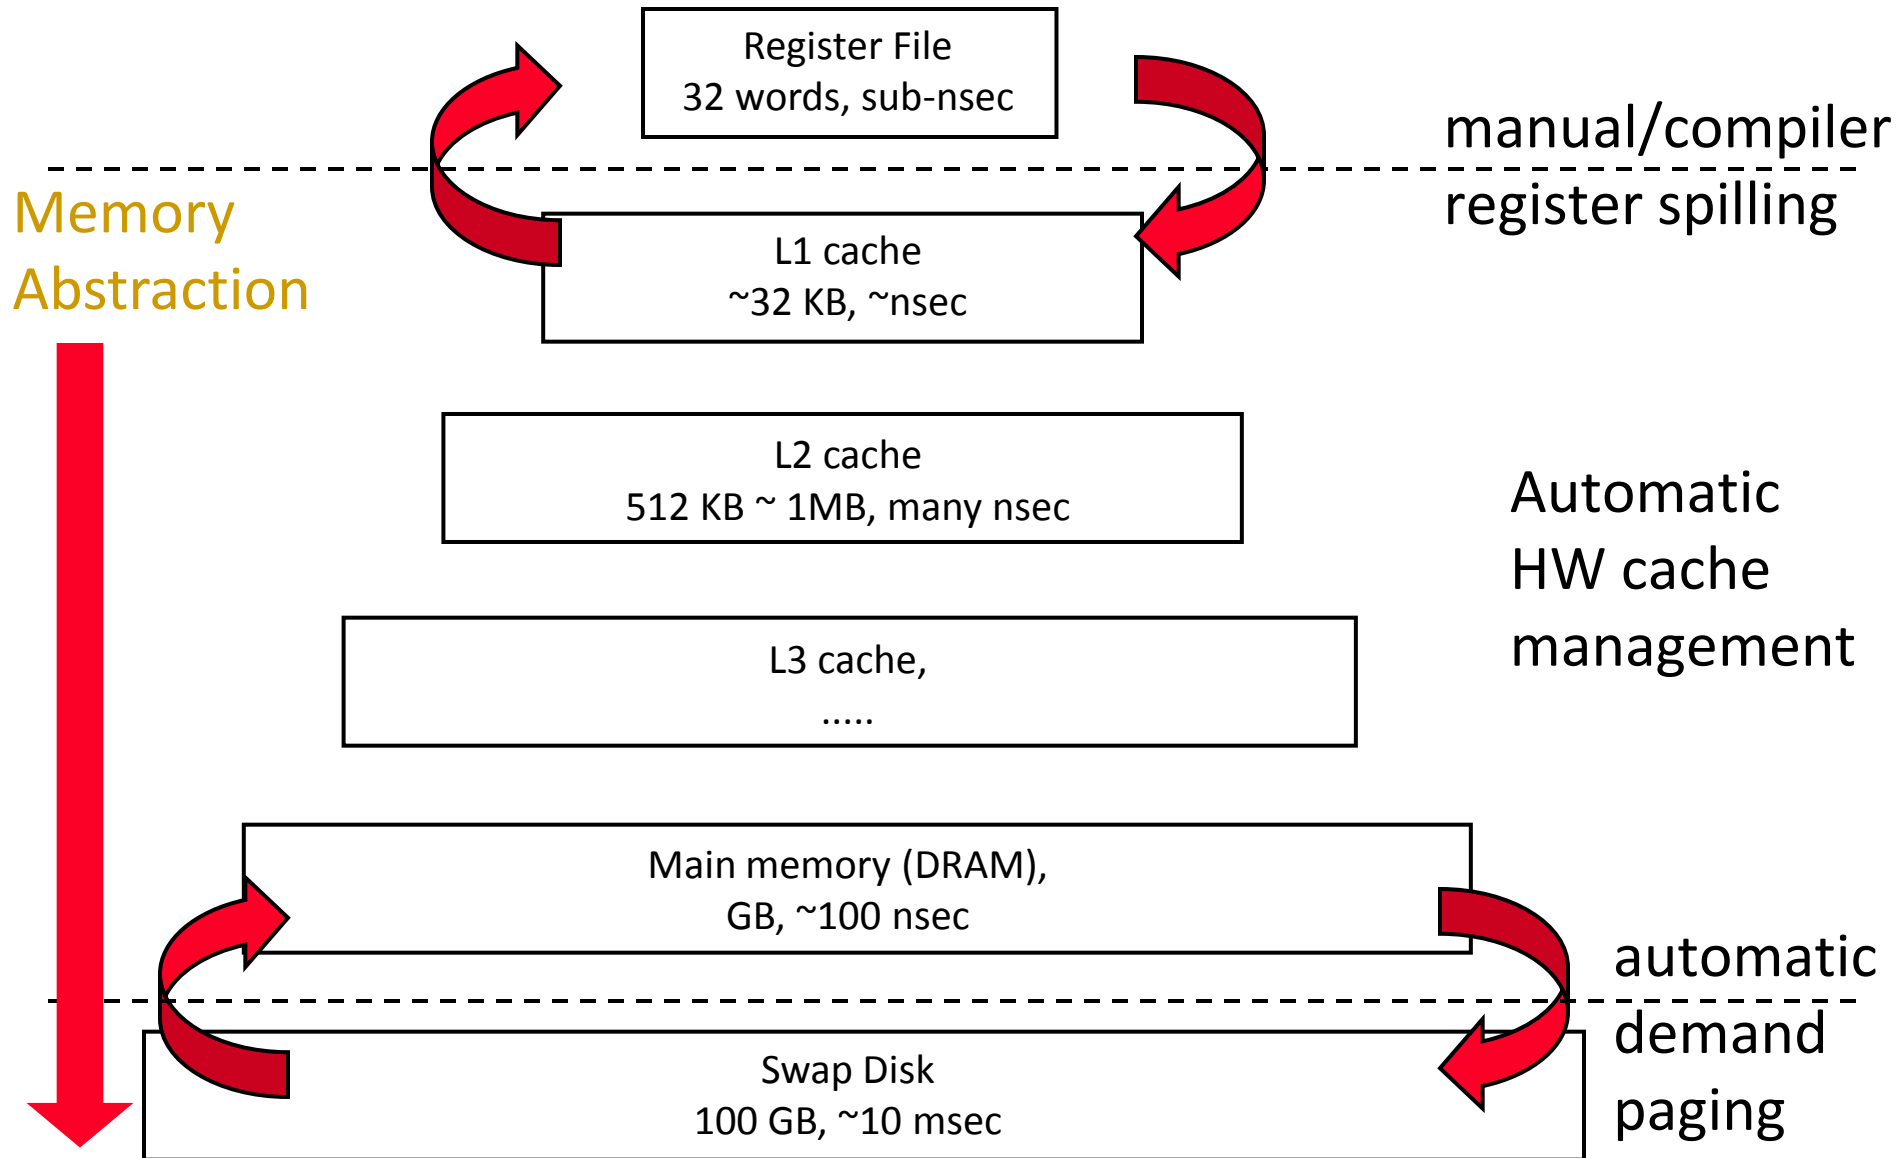 Register File
32 words, sub-nsec
manual/compiler
register spilling
Memory
Abstraction
L1 cache
~32 KB, ~nsec
L2 cache
512 KB ~ 1MB, many nsec
Automatic
HW cache
management
L3 cache,
.....
Main memory (DRAM),
GB, ~100 nsec
automatic
demand
paging
Swap Disk
100 GB, ~10 msec